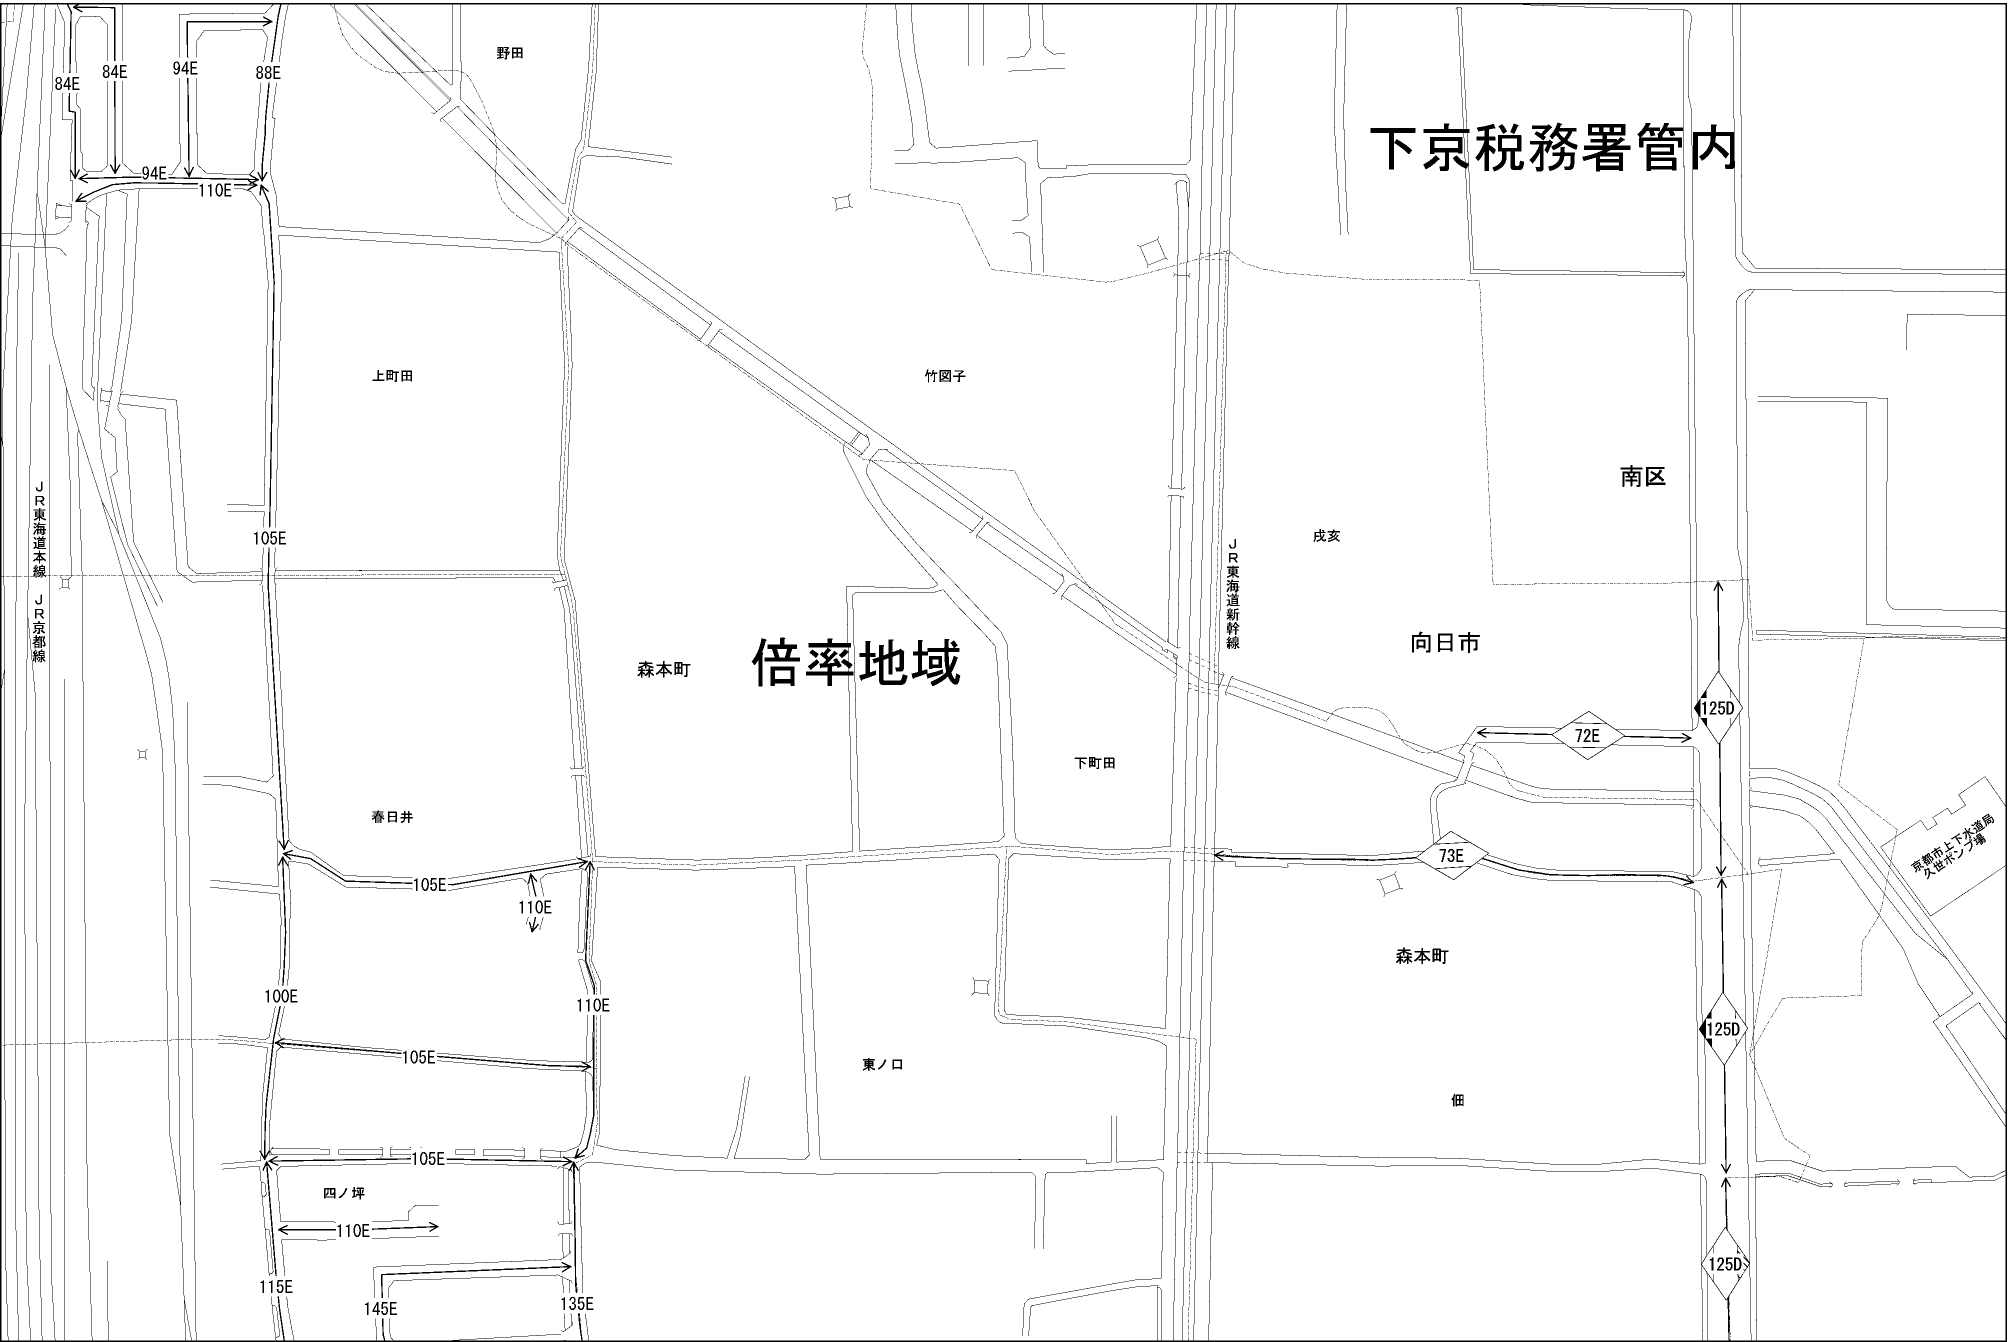 野田
84E
84E
94E
88E
下京税務署管内
94E
110E
上町田
竹図子
南区
JR東海道本線
JR京都線
105E
戌亥
JR東海道新幹線
向日市
森本町
倍率地域
125D
72E
下町田
春日井
京都市上下水道局
久世ポンプ場
73E
105E
110E
森本町
100E
110E
125D
105E
東ノ口
佃
105E
四ノ坪
110E
125D
115E
145E
135E